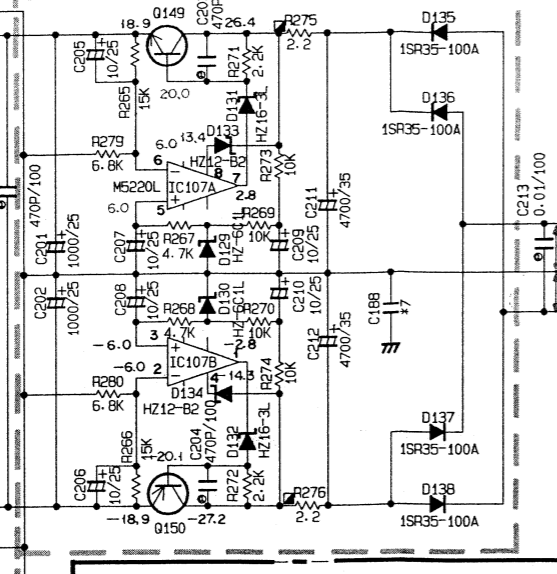 Q149
C20
470P
18.9
26.4
R275
2.2
D135
1SR35-100A
C205
10/25
R265
15K
20.0
R271
2.2K
D131
HZ16-3L
D136
1SR35-100A
R279
6.8K
6.0
13.4
D133
HZ12-B2
6
8
7
M5220L
IC107A
2.8
5
6.0
R273
10K
C211
4700/35
C213
0.01/100
470P/100
C201
1000/25
C207
10/25
R267
4.7K
D129
HZ-6C1L
R269
10K
C209
10/25
C202
1000/25
C208
10/25
R268
4.7K
D130
HZ-6C1L
R270
10K
C210
10/25
C212
4700/35
C188
*7
-6.0
3
IC107B
1
-2.8
-6.0
2
4
-14.3
R280
6.8K
D134
HZ12-B2
R274
10K
R266
15K
C204
470P/100
D132
HZ16-3L
D137
1SR35-100A
C206
10/25
-20.1
R272
2.2K
R276
2.2
D138
1SR35-100A
-18.9
Q150
-27.2